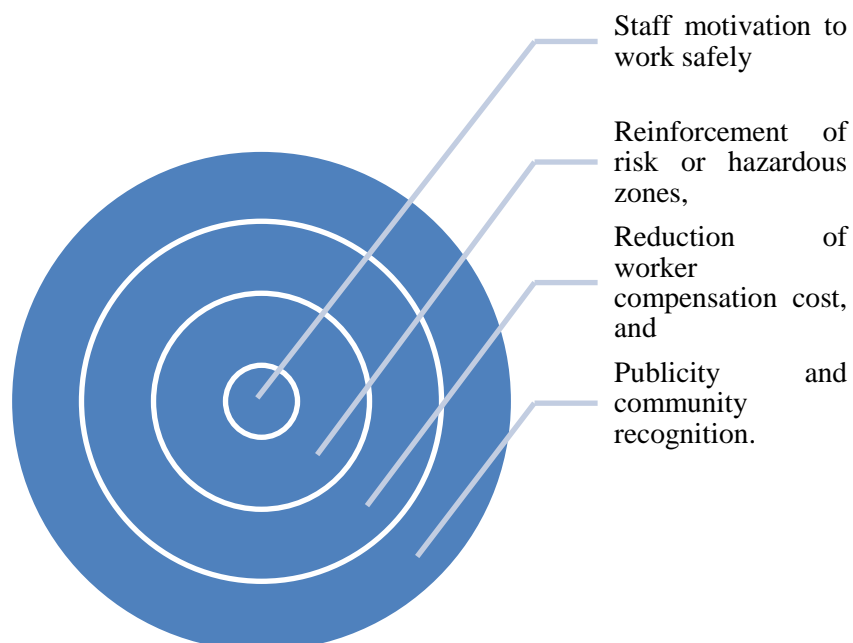 Staff motivation to
work safely
Reinforcement of
risk or hazardous
zones,
Reduction of
worker
compensation cost,
and
Publicity and
community
recognition.